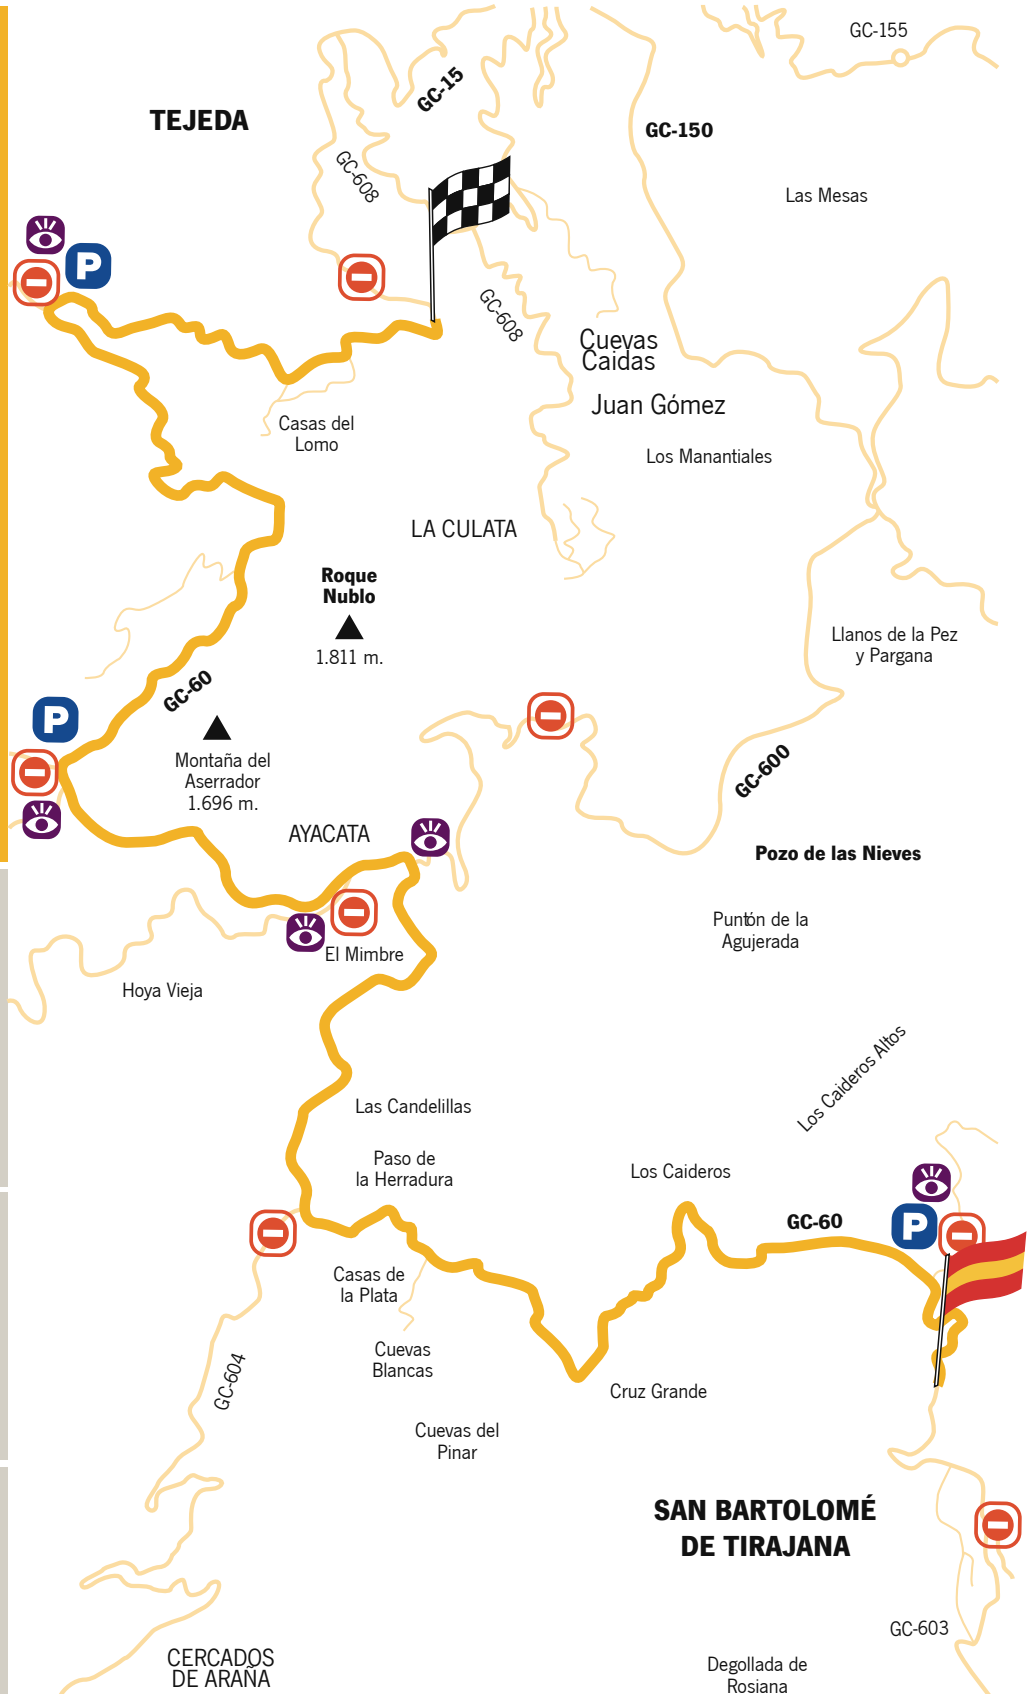 GC-155
GC-15
TEJEDA
GC-150
GC-608
Las Mesas
P
GC-608
Cuevas
Caidas
Juan Gómez
Casas del
Lomo
Los Manantiales
LA CULATA
Roque
Nublo
1.811 m.
Llanos de la Pez
y Pargana
GC-60
P
Montaña del
Aserrador
1.696 m.
GC-600
AYACATA
Pozo de las Nieves
Puntón de la
Agujerada
El Mimbre
Hoya Vieja
Los Caideros Altos
Las Candelillas
Paso de
la Herradura
Los Caideros
GC-60
P
Casas de
la Plata
Cuevas
Blancas
GC-604
Cruz Grande
Cuevas del
Pinar
SAN BARTOLOMÉ
DE TIRAJANA
GC-603
CERCADOS
DE ARAÑA
Degollada de
Rosiana